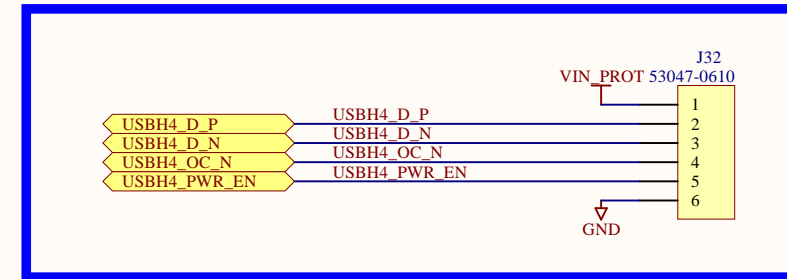 J32
VIN_PROT 53047-0610
1
USBH4_D_P USBH4_D_P 2
USBH4_D_N USBH4_D_N 3
USBH4_OC_N USBH4_OC_N 4
USBH4_PWR_EN USBH4_PWR_EN 5
6
GND